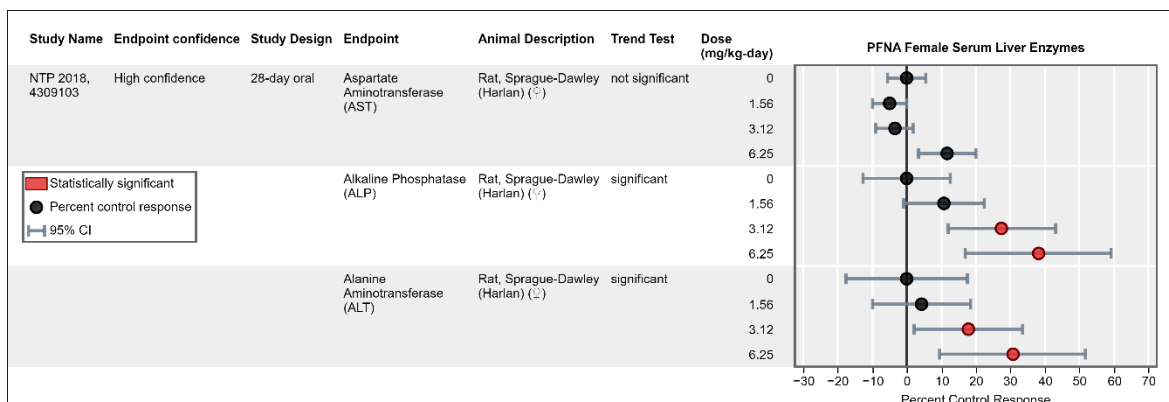 Study Name Endpoint confidence Study Design Endpoint Animal Description Trend Test Dose
(mg/kg-day)
PFNA Female Serum Liver Enzymes
NTP 2018, High confidence 28-day oral Aspartate Rat, Sprague-Dawley not significant 0
4309103 Aminotransferase (Harlan) (♀)
(AST)
1.56
3.12
6.25
Alkaline Phosphatase Rat, Sprague-Dawley significant 0
(ALP) (Harlan) (♀)
1.56
3.12
6.25
Statistically significant
Percent control response
95% CI
Alanine Rat, Sprague-Dawley significant 0
Aminotransferase (Harlan) (♀)
(ALT)
1.56
3.12
6.25
−30 −20 −10 0 10 20 30 40 50 60 70
Percent Control Response